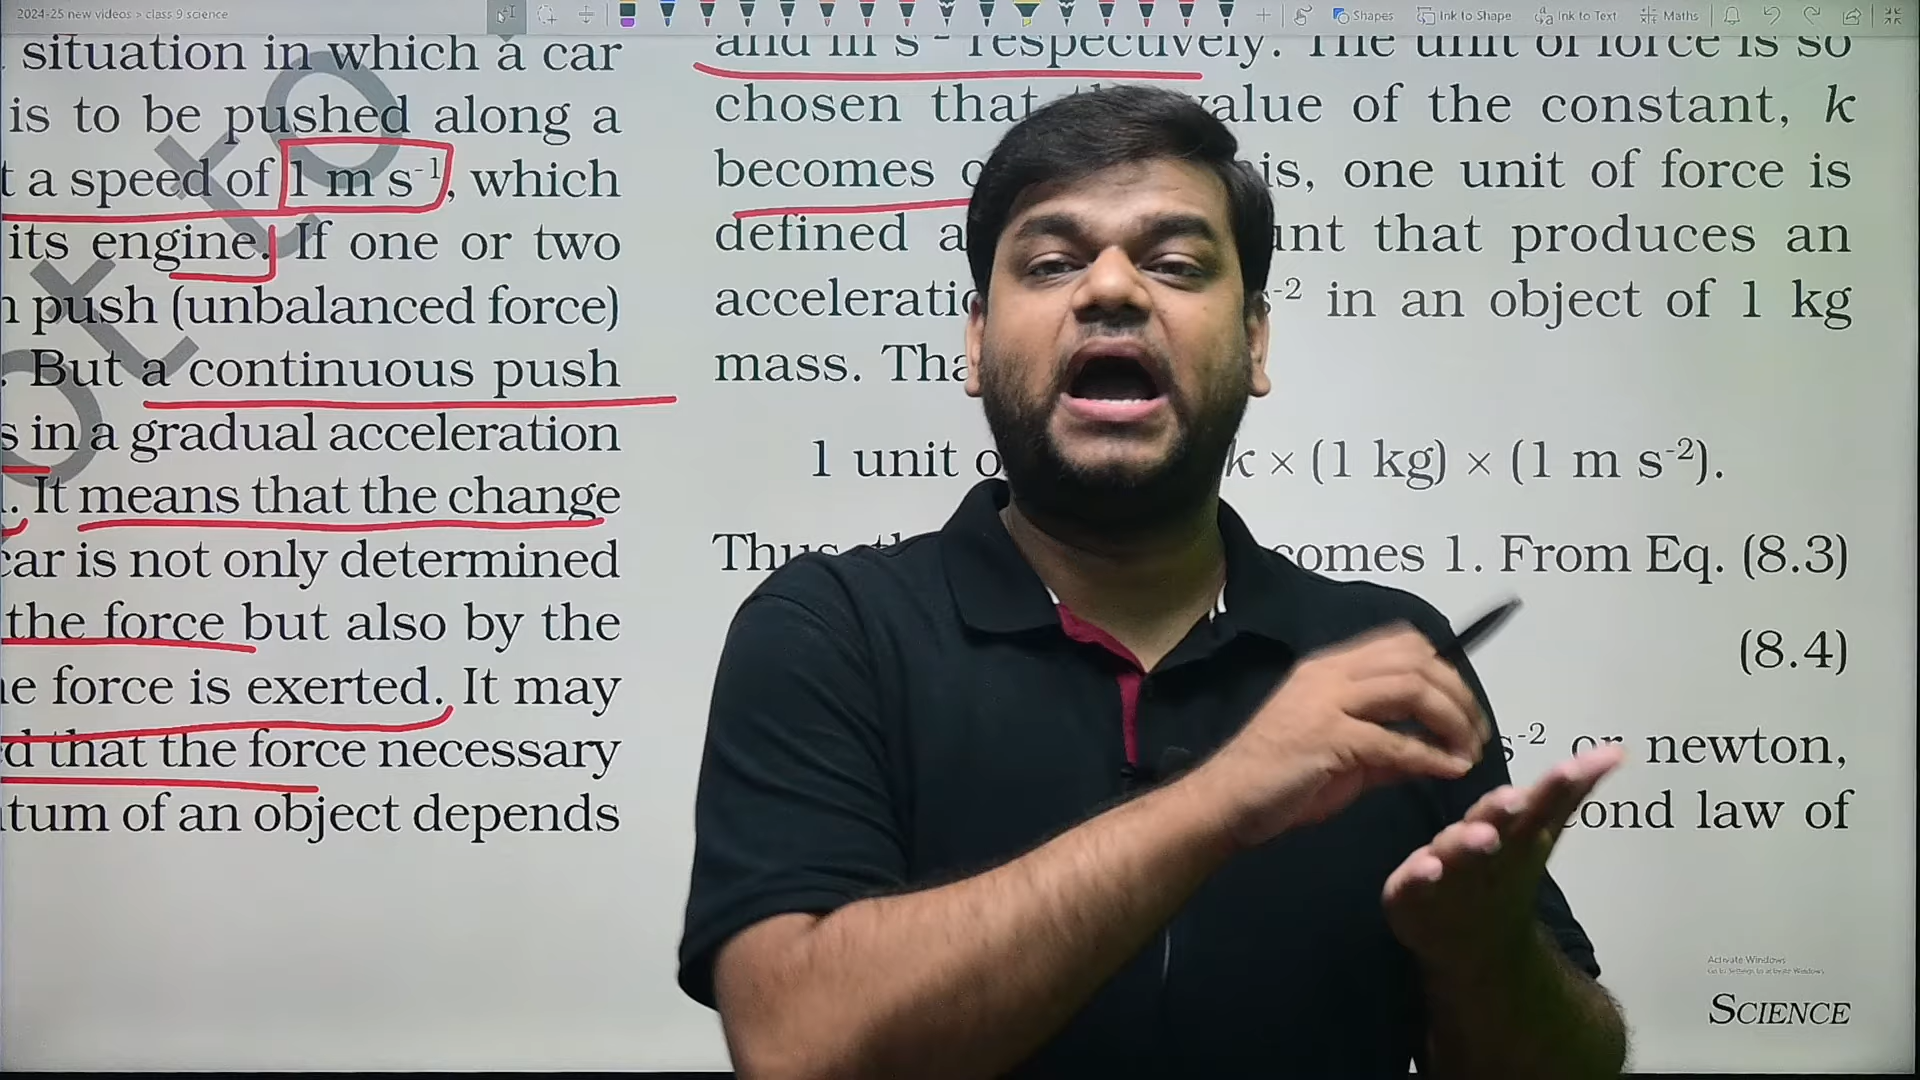 2024-25 new videos > class 9 science
Shapes
Ink to Shape
Ink to Text
Maths
situation in which a car
is to be pushed along a
t a speed of 1 m s-1, which
its engine. If one or two
push (unbalanced force)
. But a continuous push
s in a gradual acceleration
. It means that the change
car is not only determined
the force but also by the
e force is exerted. It may
d that the force necessary
tum of an object depends
and m s-2 respectively. The unit of force is so
chosen that value of the constant, k
becomes is, one unit of force is
defined a unt that produces an
acceleratio s-2 in an object of 1 kg
mass. Tha
1 unit o k × (1 kg) × (1 m s-2).
Thus comes 1. From Eq. (8.3)
(8.4)
s-2 or newton,
cond law of
Activate Windows
Go to Settings to activate Windows.
SCIENCE